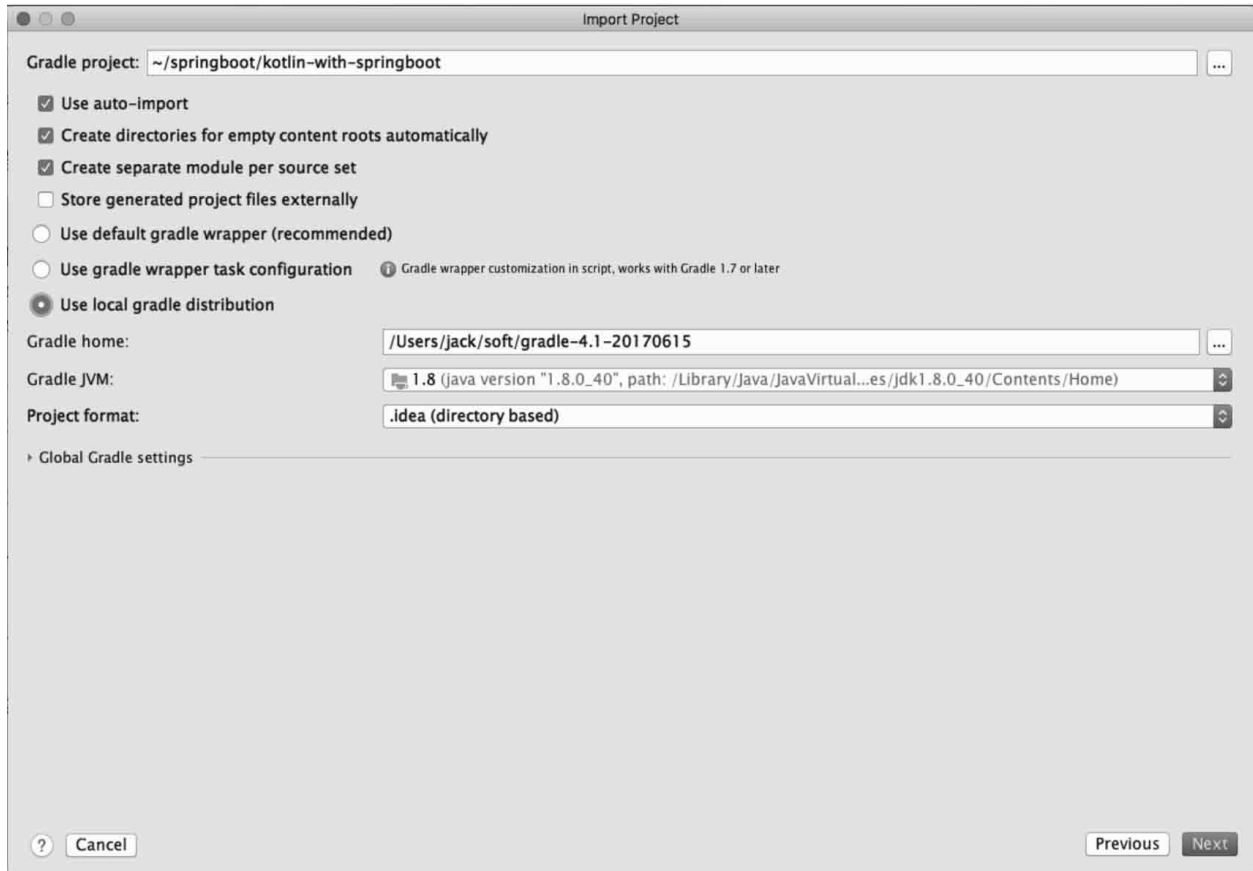 Import Project
Gradle project: ~/springboot/kotlin-with-springboot ...
Use auto-import
Create directories for empty content roots automatically
Create separate module per source set
Store generated project files externally
Use default gradle wrapper (recommended)
Use gradle wrapper task configuration Gradle wrapper customization in script, works with Gradle 1.7 or later
Use local gradle distribution
Gradle home: /Users/jack/soft/gradle-4.1-20170615 ...
Gradle JVM: 1.8 (java version "1.8.0_40", path: /Library/Java/JavaVirtual...es/jdk1.8.0_40/Contents/Home)
Project format: .idea (directory based)
Global Gradle settings
? Cancel Previous Next